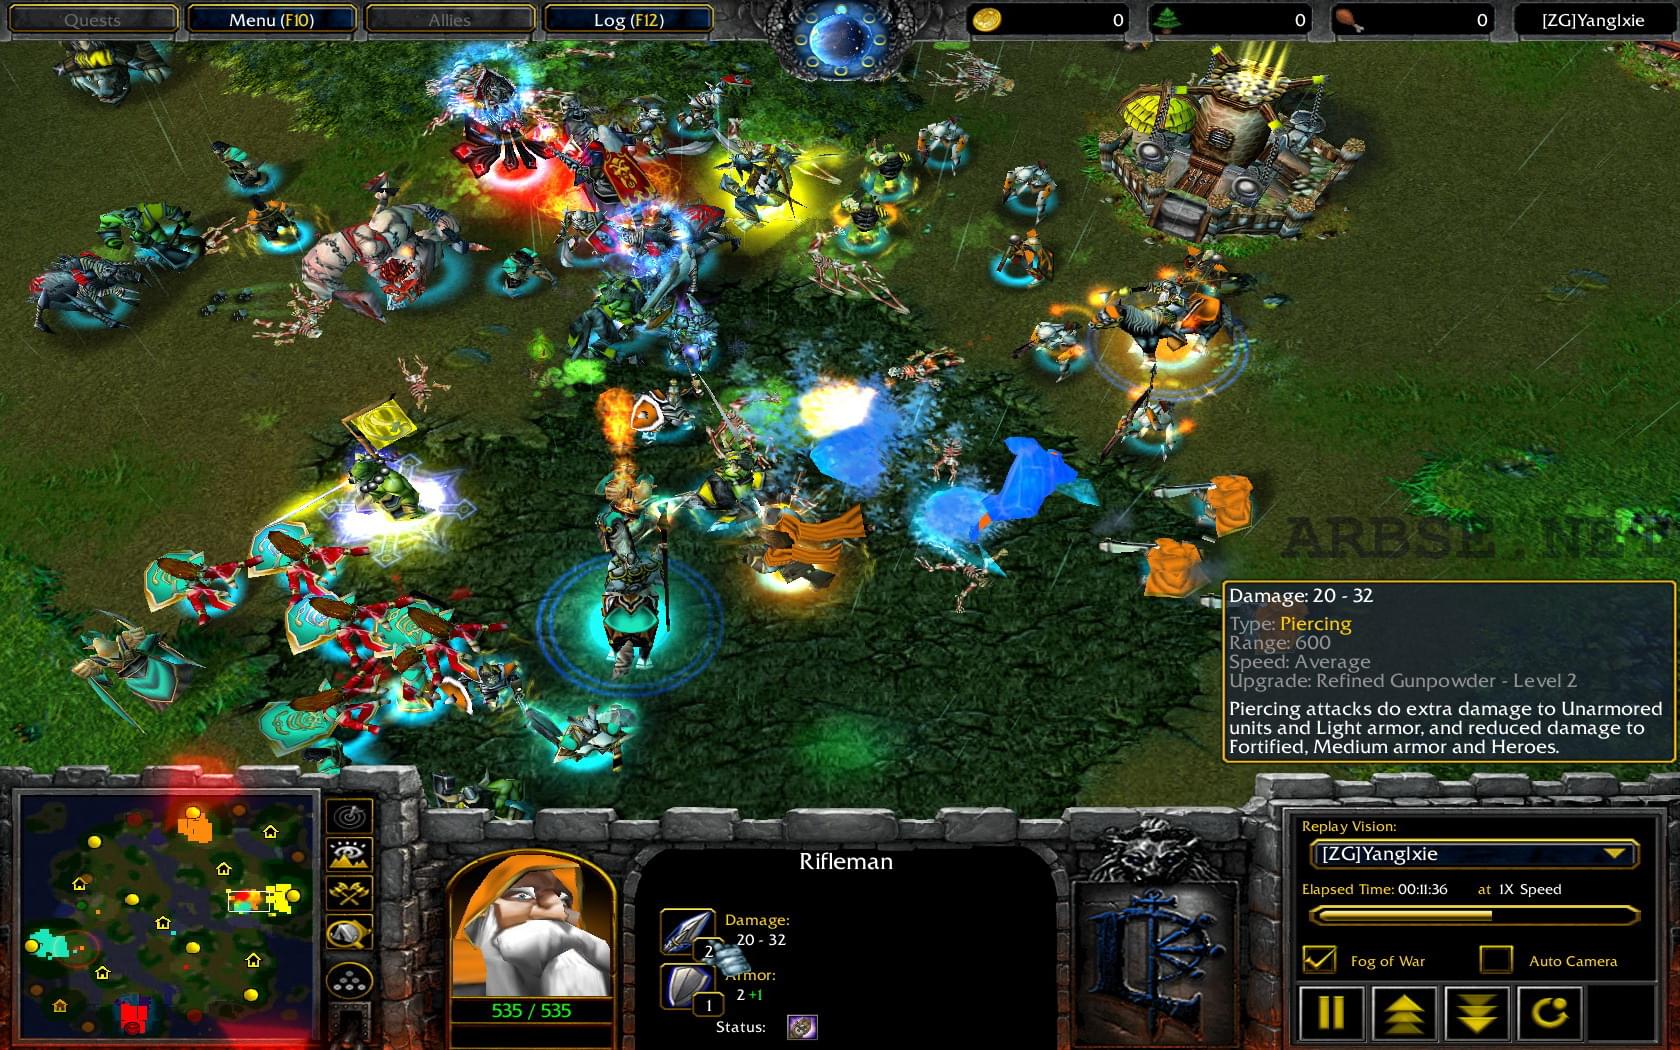 Quests
Menu (F10)
Allies
Log (F12)
0
0
0
[ZG]Yanglxie
ARBSE.NET
Damage: 20 - 32
Type: Piercing
Range: 600
Speed: Average
Upgrade: Refined Gunpowder - Level 2
Piercing attacks do extra damage to Unarmored
units and Light armor, and reduced damage to
Fortified, Medium armor and Heroes.
Rifleman
Damage:
20 - 32
2
Armor:
2 +1
1
Status:
535 / 535
Replay Vision:
[ZG]Yanglxie
Elapsed Time: 00:11:36 at 1X Speed
Fog of War
Auto Camera